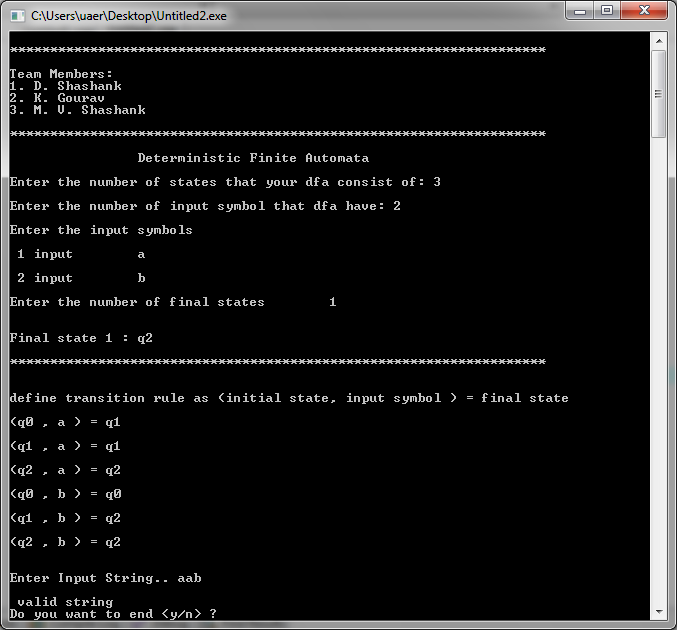 C:\Users\uaer\Desktop\Untitled2.exe
******************************************************************
Team Members:
1. D. Shashank
2. K. Gourav
3. M. V. Shashank
******************************************************************
Deterministic Finite Automata
Enter the number of states that your dfa consist of: 3
Enter the number of input symbol that dfa have: 2
Enter the input symbols
1 input a
2 input b
Enter the number of final states 1
Final state 1 : q2
******************************************************************
define transition rule as (initial state, input symbol ) = final state
(q0 , a ) = q1
(q1 , a ) = q1
(q2 , a ) = q2
(q0 , b ) = q0
(q1 , b ) = q2
(q2 , b ) = q2
Enter Input String.. aab
valid string
Do you want to end <y/n> ?